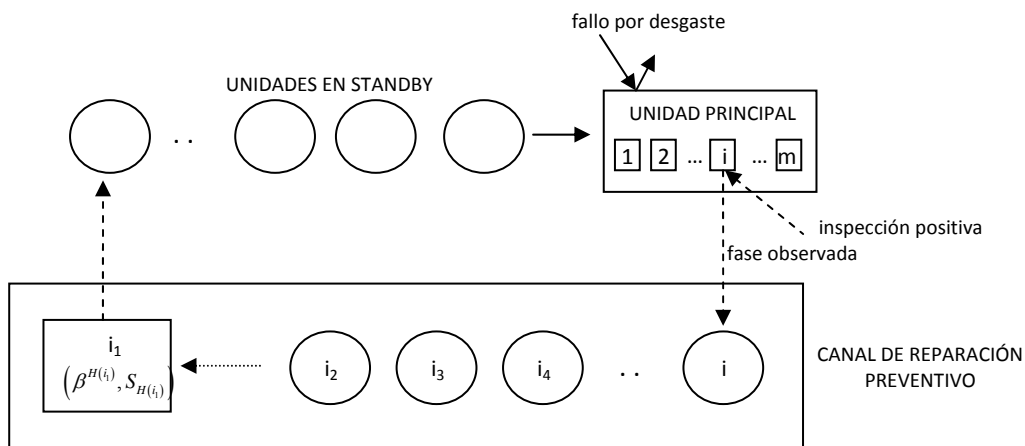 fallo por desgaste
UNIDADES EN STANDBY
. .
UNIDAD PRINCIPAL
1 2 ... i ... m
inspección positiva
fase observada
i₁
(β^{H(i₁)}, S_{H(i₁)})
i₂ i₃ i₄ . . i
CANAL DE REPARACIÓN
PREVENTIVO